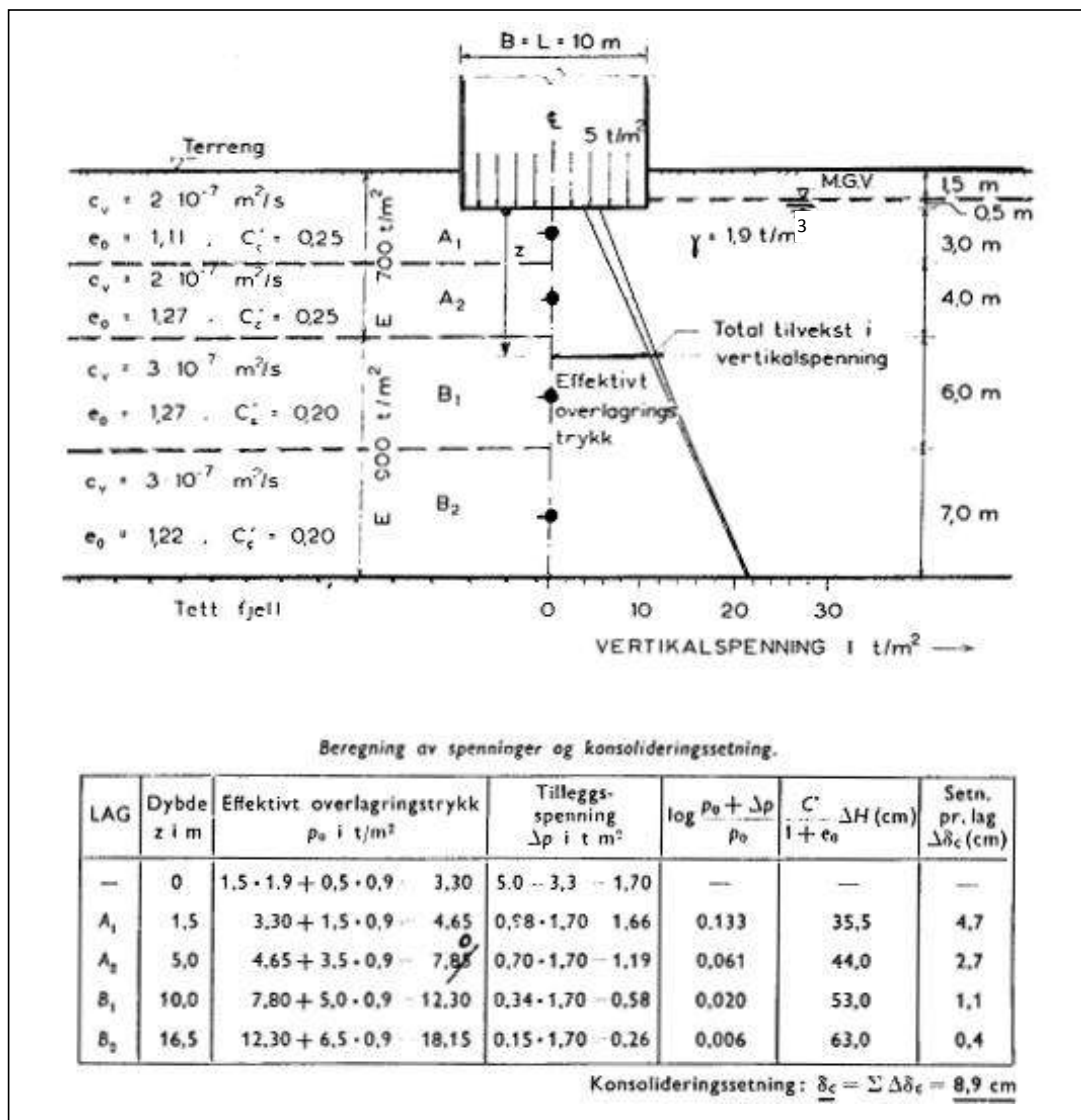 B = L = 10 m
5 t/m²
Terreng
M.G.V
1,5 m
0,5 m
c_v = 2 10⁻⁷ m²/s
e₀ = 1,11 . C'_c = 0,25
E 700 t/m²
A₁
z
γ = 1,9 t/m³
3,0 m
c_v = 2 10⁻⁷ m²/s
e₀ = 1,27 . C'_c = 0,25
A₂
4,0 m
Total tilvekst i
vertikalspenning
c_v = 3 10⁻⁷ m²/s
e₀ = 1,27 . C'_c = 0,20
B₁
Effektivt
overlagrings
trykk
6,0 m
c_v = 3 10⁻⁷ m²/s
e₀ = 1,22 . C'_c = 0,20
B₂
7,0 m
Tett fjell
0 10 20 30
VERTIKALSPENNING I t/m² →
Beregning av spenninger og konsolideringssetning.
LAG Dybde z i m Effektivt overlagringstrykk p₀ i t/m² Tilleggs- spenning Δp i t m² log (p₀ + Δp)/p₀ C'/(1 + e₀) ΔH (cm) Setn. pr. lag Δδ_c (cm)
— 0 1.5 · 1.9 + 0,5 · 0,9 3,30 5.0 – 3,3 – 1,70 — — —
A₁ 1,5 3,30 + 1,5 · 0,9 – 4,65 0,98 · 1,70 1,66 0.133 35,5 4,7
0
A₂ 5,0 4,65 + 3,5 · 0,9 – 7,85 0,70 · 1,70 – 1,19 0,061 44,0 2,7
B₁ 10,0 7,80 + 5,0 · 0,9 – 12,30 0,34 · 1,70 – 0,58 0,020 53,0 1,1
B₂ 16,5 12,30 + 6,5 · 0,9 – 18,15 0,15 · 1,70 – 0,26 0,006 63,0 0,4
Konsolideringssetning : δ_c = Σ Δδ_c = 8,9 cm